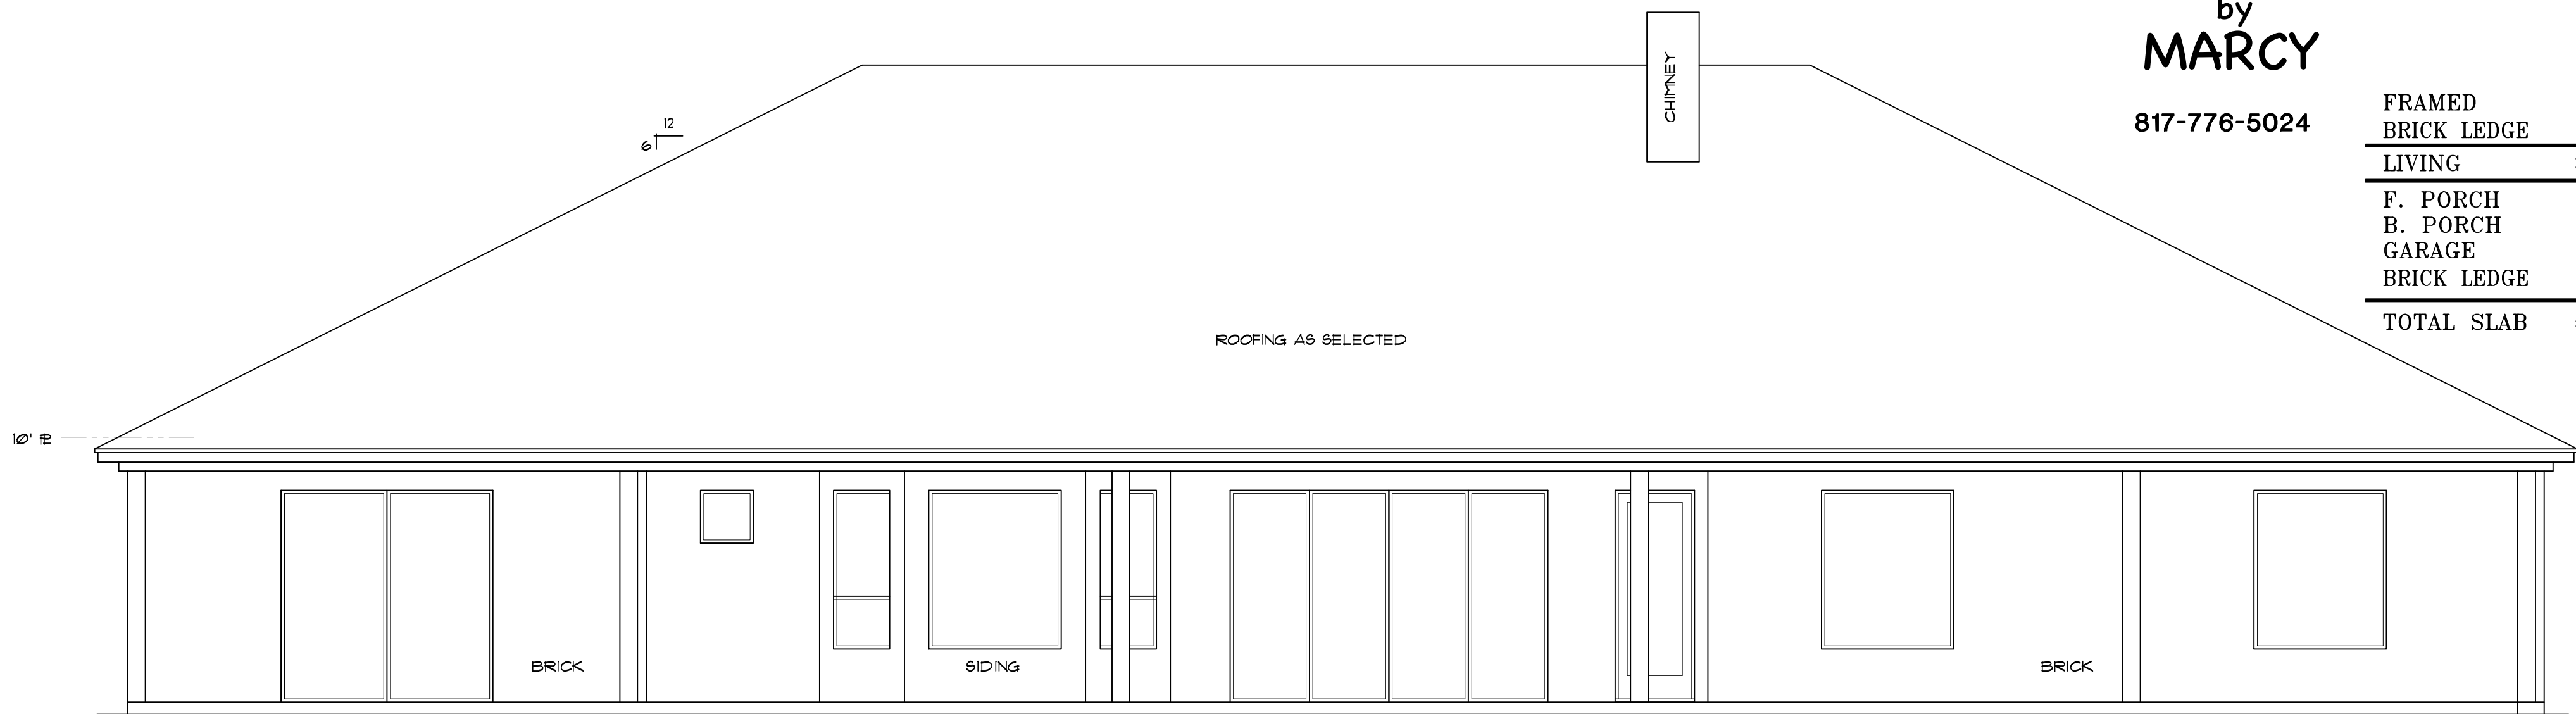 by
MARCY
817-776-5024
FRAMED
BRICK LEDGE
LIVING
F. PORCH
B. PORCH
GARAGE
BRICK LEDGE
TOTAL SLAB
CHIMNEY
12
6
ROOFING AS SELECTED
10' PL
BRICK
SIDING
BRICK